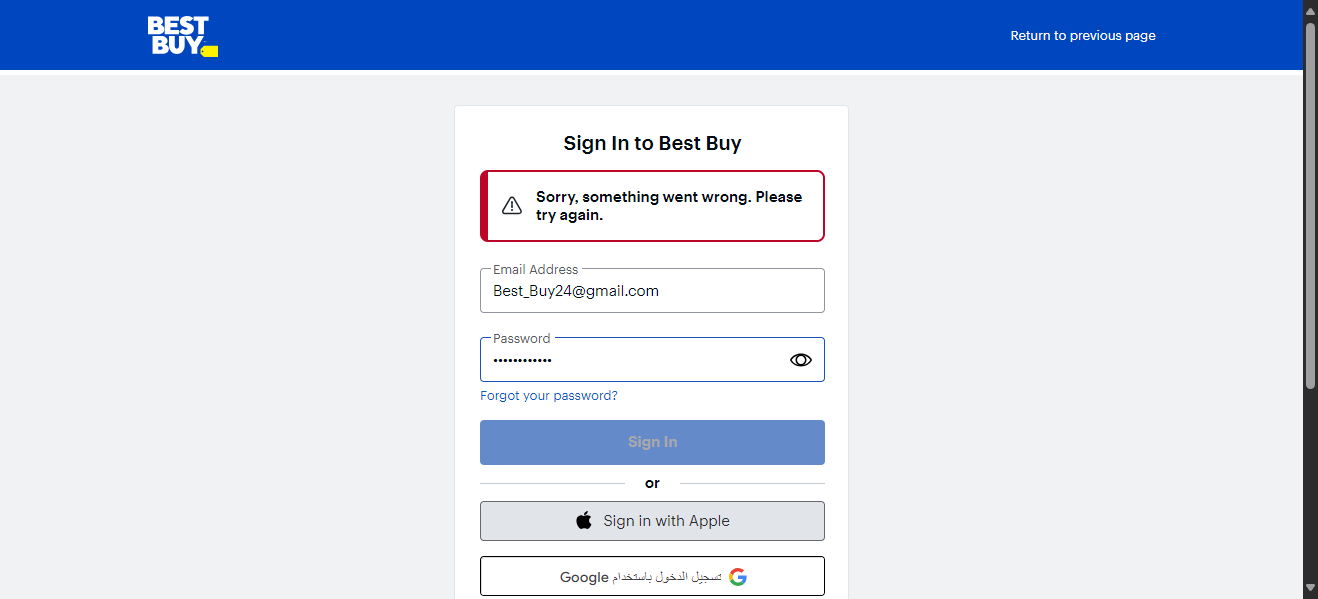 BEST
BUY
Return to previous page
Sign In to Best Buy
Sorry, something went wrong. Please
try again.
Email Address
Best_Buy24@gmail.com
Password
••••••••••••
Forgot your password?
Sign In
or
Sign in with Apple
تسجيل الدخول باستخدام Google